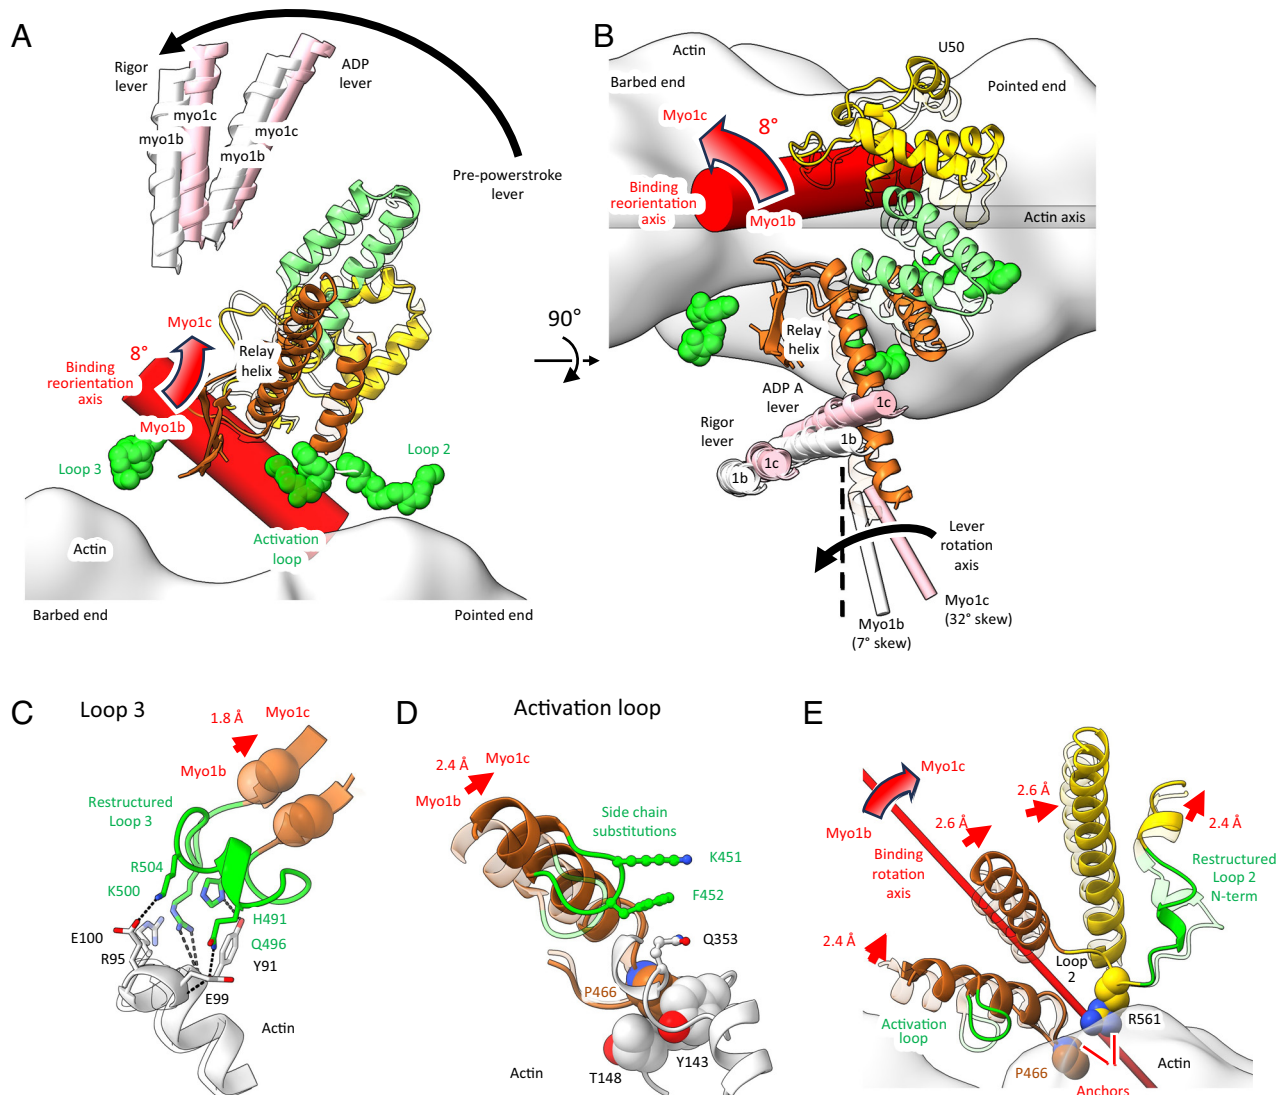 A
Rigor
lever
myo1c
myo1b
ADP
lever
myo1c
myo1b
Pre-powerstroke
lever
Myo1c
8°
Binding
reorientation
axis
Myo1b
Relay
helix
Loop 3
Loop 2
Activation
loop
Actin
Barbed end
Pointed end
90°
B
Actin
Barbed end
U50
Pointed end
Myo1c
8°
Binding
reorientation
axis
Myo1b
Actin axis
Relay
helix
ADP A
lever
Rigor
lever
1c
1b
1c
1b
Lever
rotation
axis
Myo1c
(32° skew)
Myo1b
(7° skew)
C
Loop 3
1.8 Å
Myo1c
Myo1b
Restructured
Loop 3
R504
K500
H491
Q496
E100
R95
Y91
E99
Actin
D
Activation loop
2.4 Å
Myo1c
Myo1b
Side chain
substitutions
K451
F452
Q353
P466
Y143
T148
Actin
E
Myo1c
Myo1b
2.6 Å
2.6 Å
2.4 Å
Binding
rotation
axis
Restructured
Loop 2
N-term
2.4 Å
Loop
2
Activation
loop
R561
P466
Actin
Anchors